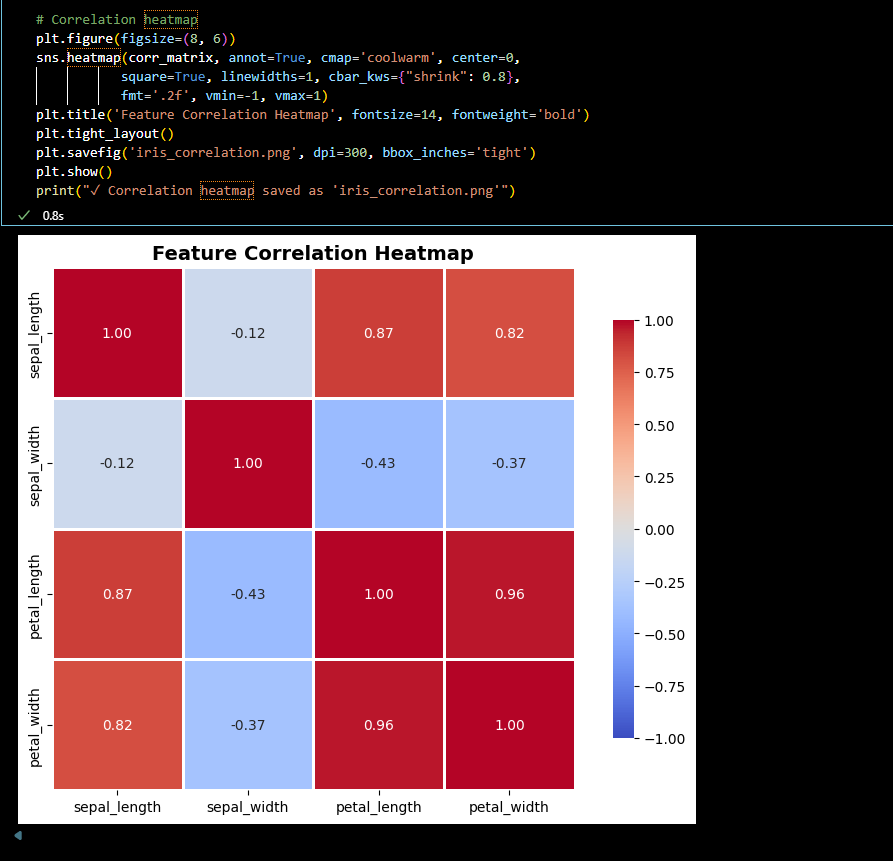 # Correlation heatmap
plt.figure(figsize=(8, 6))
sns.heatmap(corr_matrix, annot=True, cmap='coolwarm', center=0,
square=True, linewidths=1, cbar_kws={"shrink": 0.8},
fmt='.2f', vmin=-1, vmax=1)
plt.title('Feature Correlation Heatmap', fontsize=14, fontweight='bold')
plt.tight_layout()
plt.savefig('iris_correlation.png', dpi=300, bbox_inches='tight')
plt.show()
print("✓ Correlation heatmap saved as 'iris_correlation.png'")
✓ 0.8s
Feature Correlation Heatmap
sepal_length
1.00 -0.12 0.87 0.82
sepal_width
-0.12 1.00 -0.43 -0.37
petal_length
0.87 -0.43 1.00 0.96
petal_width
0.82 -0.37 0.96 1.00
sepal_length sepal_width petal_length petal_width
1.00
0.75
0.50
0.25
0.00
−0.25
−0.50
−0.75
−1.00